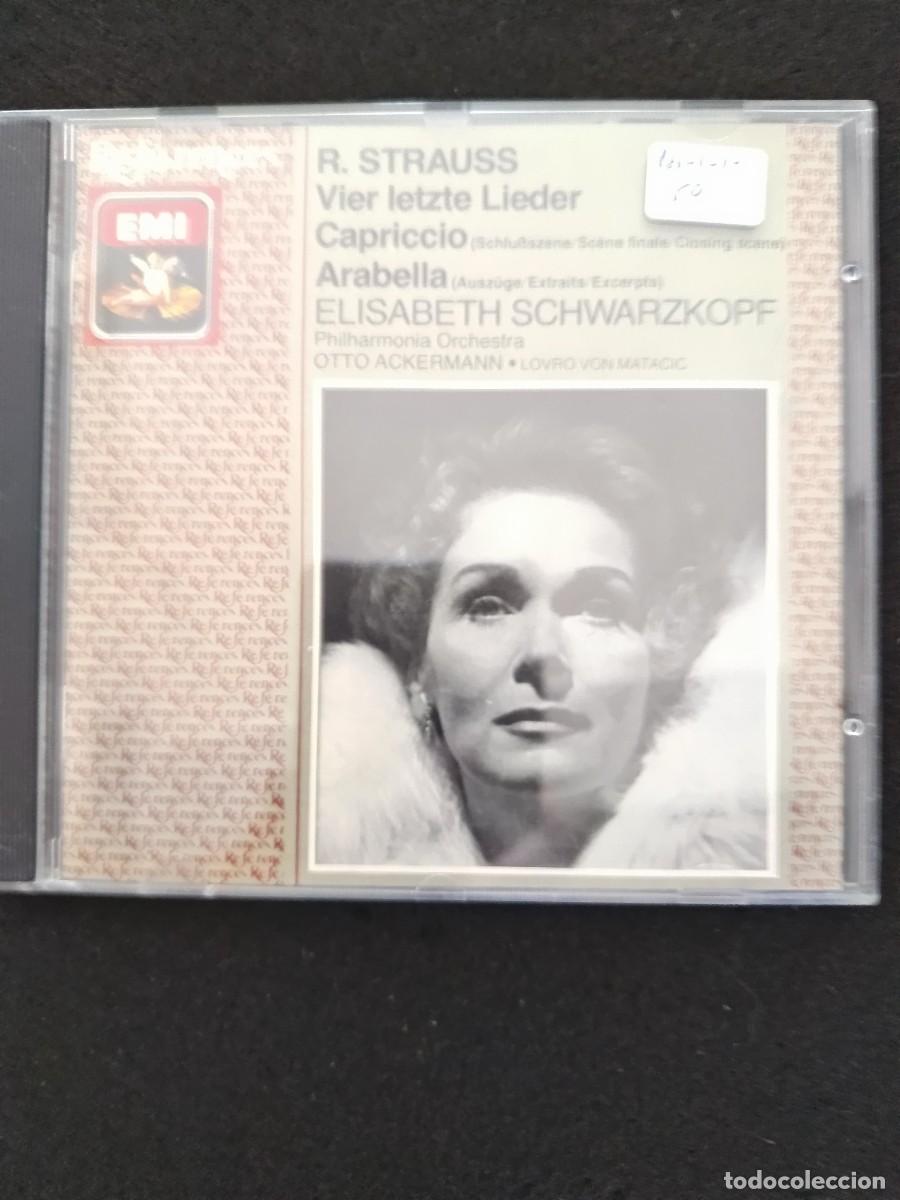 R. STRAUSS
Vier letzte Lieder
Capriccio (Schlußszene/Scène finale/Closing scene)
Arabella (Auszüge/Extraits/Excerpts)
ELISABETH SCHWARZKOPF
Philharmonia Orchestra
OTTO ACKERMANN • LOVRO VON MATACIC
EMI
Références
todocoleccion